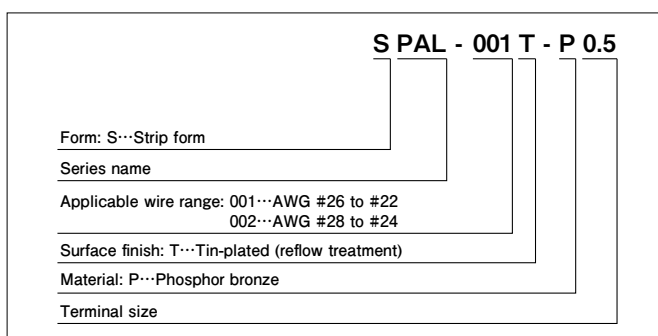 S PAL - 001 T - P 0.5
Form: S···Strip form
Series name
Applicable wire range: 001···AWG #26 to #22
002···AWG #28 to #24
Surface finish: T···Tin-plated (reflow treatment)
Material: P···Phosphor bronze
Terminal size